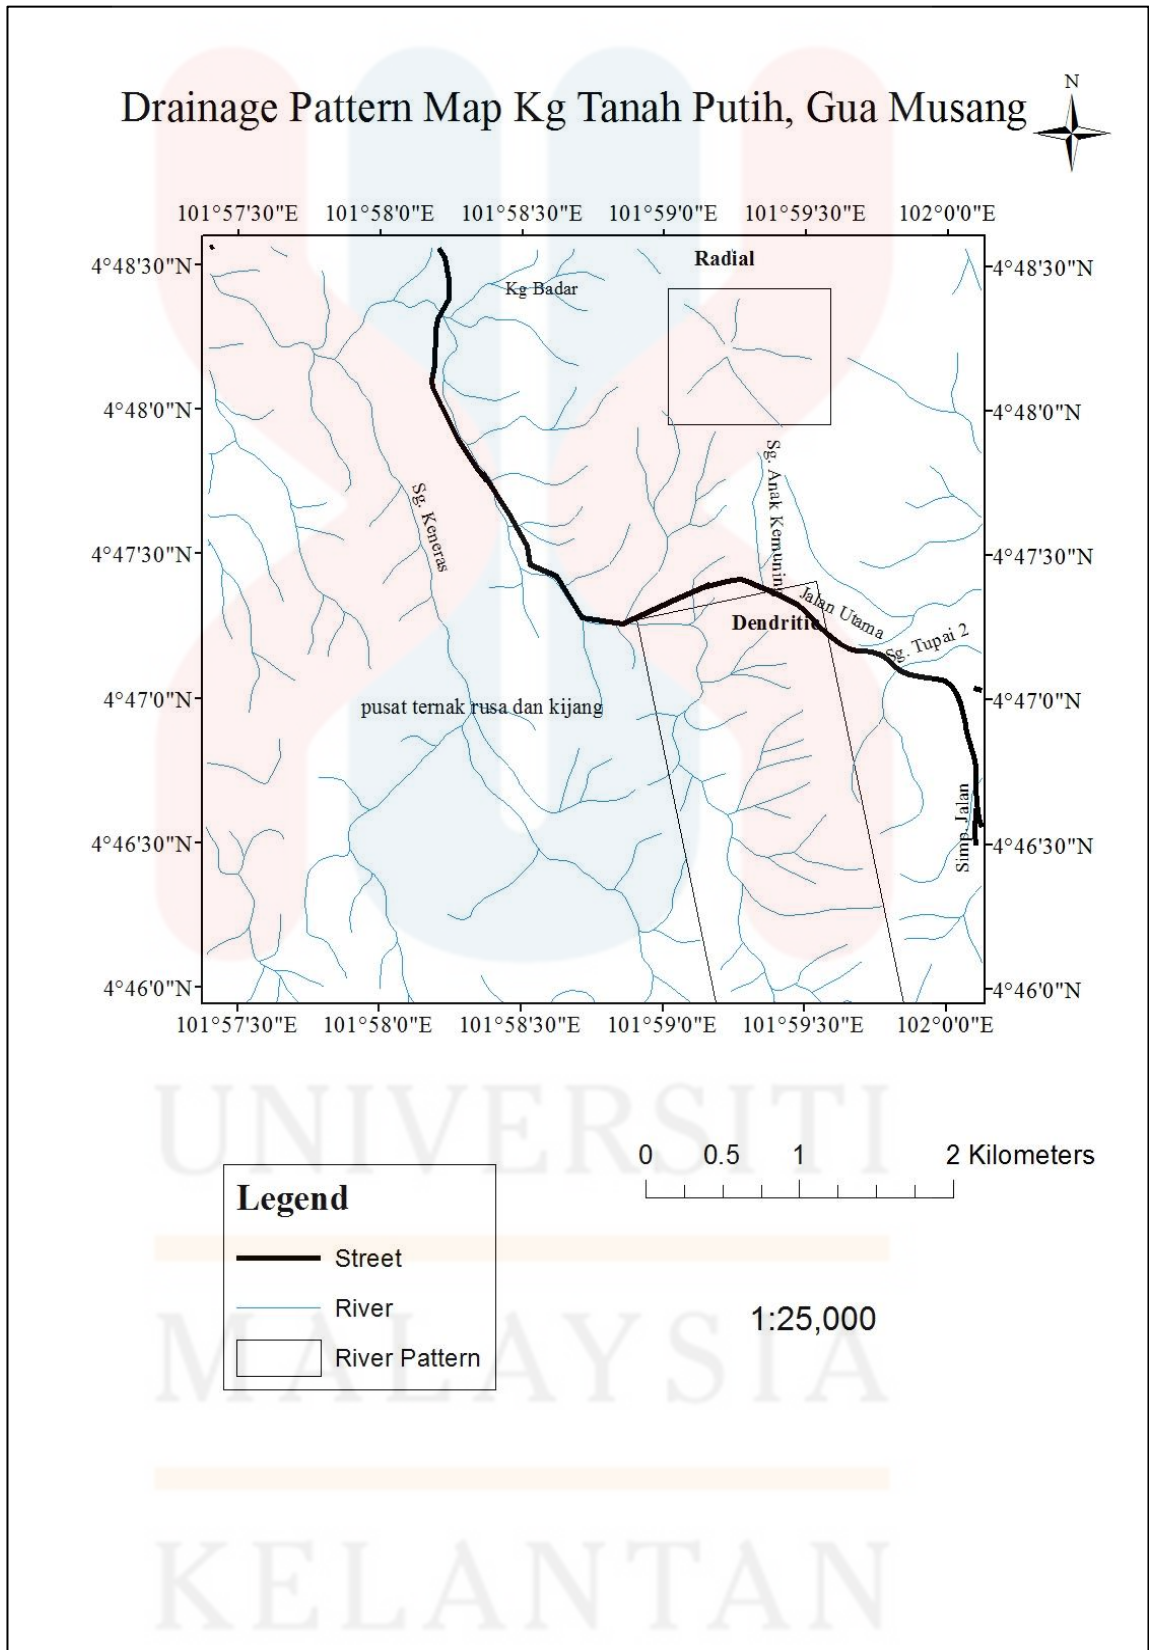 Drainage Pattern Map Kg Tanah Putih, Gua Musang
N
101°57'30"E 101°58'0"E 101°58'30"E 101°59'0"E 101°59'30"E 102°0'0"E
4°48'30"N
4°48'0"N
4°47'30"N
4°47'0"N
4°46'30"N
4°46'0"N
Radial
Kg Badar
Sg. Keneras
Sg. Anak Kemunin
Jalan Utama
Dendritic
Sg. Tupai 2
pusat ternak rusa dan kijang
Simp. Jalan
4°48'30"N
4°48'0"N
4°47'30"N
4°47'0"N
4°46'30"N
4°46'0"N
101°57'30"E 101°58'0"E 101°58'30"E 101°59'0"E 101°59'30"E 102°0'0"E
UNIVERSITI
0 0.5 1 2 Kilometers
Legend
Street
River
River Pattern
1:25,000
MALAYSIA
KELANTAN